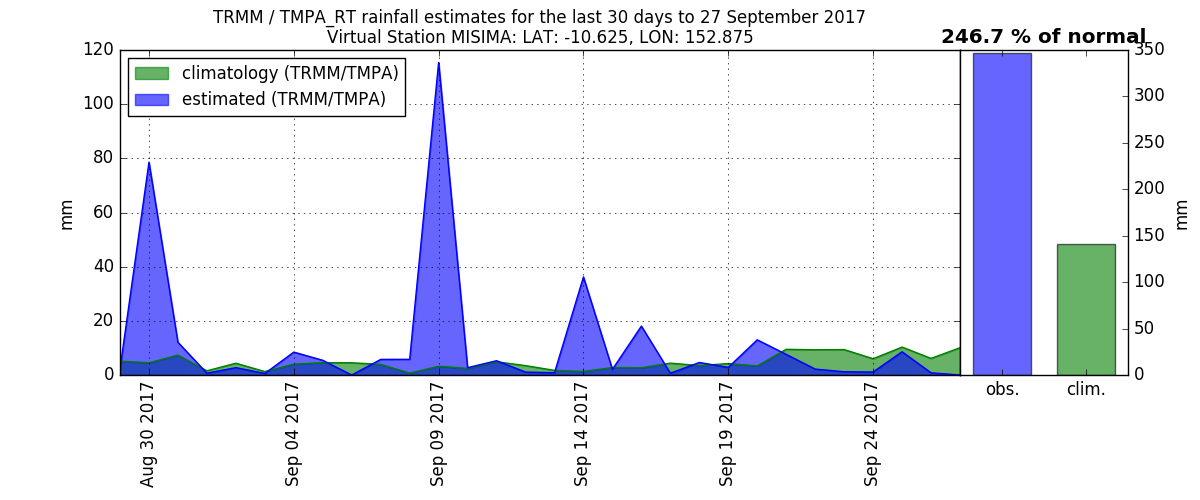 TRMM / TMPA_RT rainfall estimates for the last 30 days to 27 September 2017
Virtual Station MISIMA: LAT: -10.625, LON: 152.875
246.7 % of normal
climatology (TRMM/TMPA)
estimated (TRMM/TMPA)
120
100
80
60
40
20
0
mm
Aug 30 2017
Sep 04 2017
Sep 09 2017
Sep 14 2017
Sep 19 2017
Sep 24 2017
obs.
clim.
350
300
250
200
150
100
50
0
mm